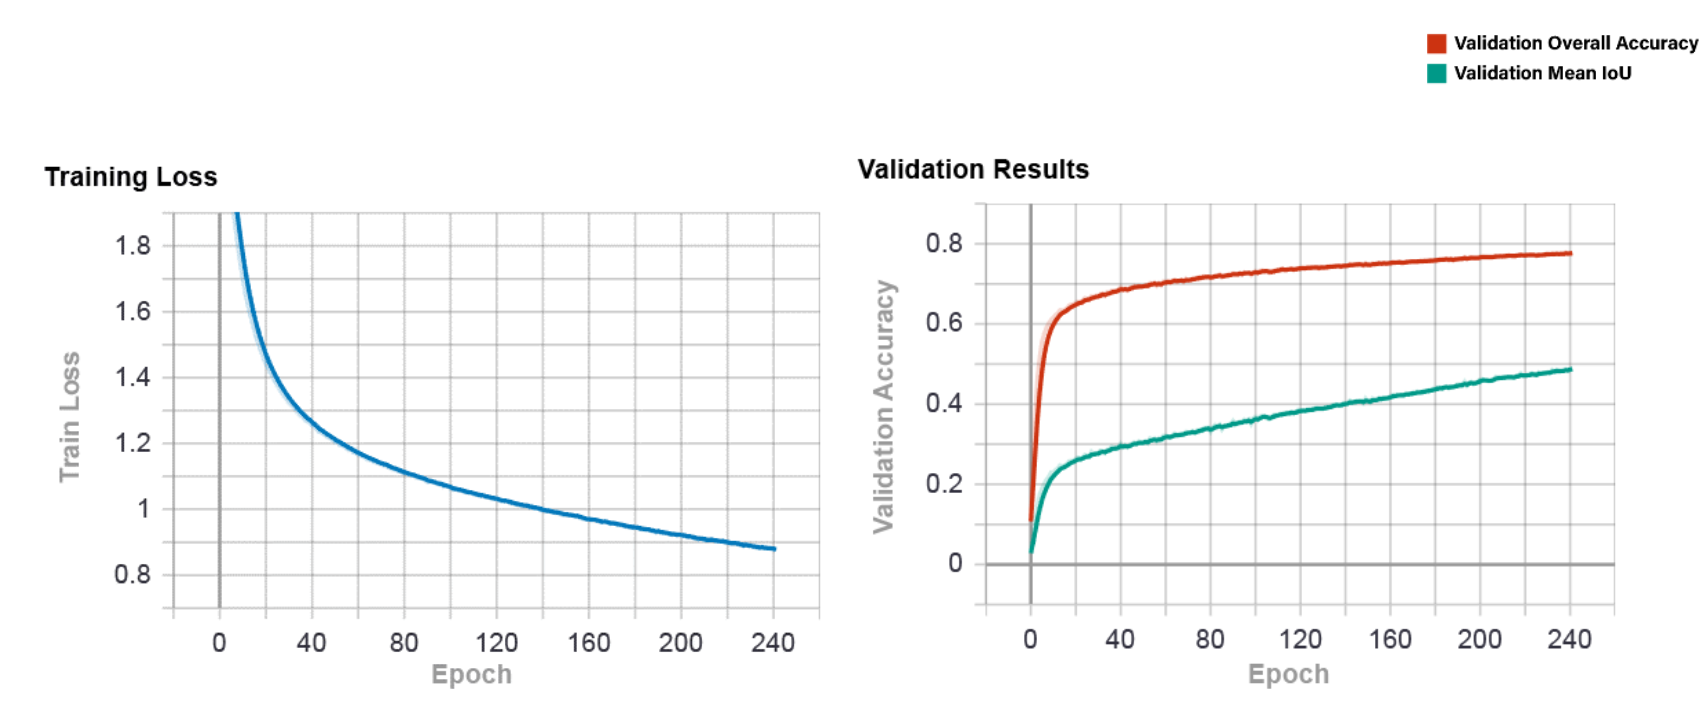 Validation Overall Accuracy
Validation Mean IoU
Training Loss
Train Loss
1.8
1.6
1.4
1.2
1
0.8
0 40 80 120 160 200 240
Epoch
Validation Results
Validation Accuracy
0.8
0.6
0.4
0.2
0
0 40 80 120 160 200 240
Epoch